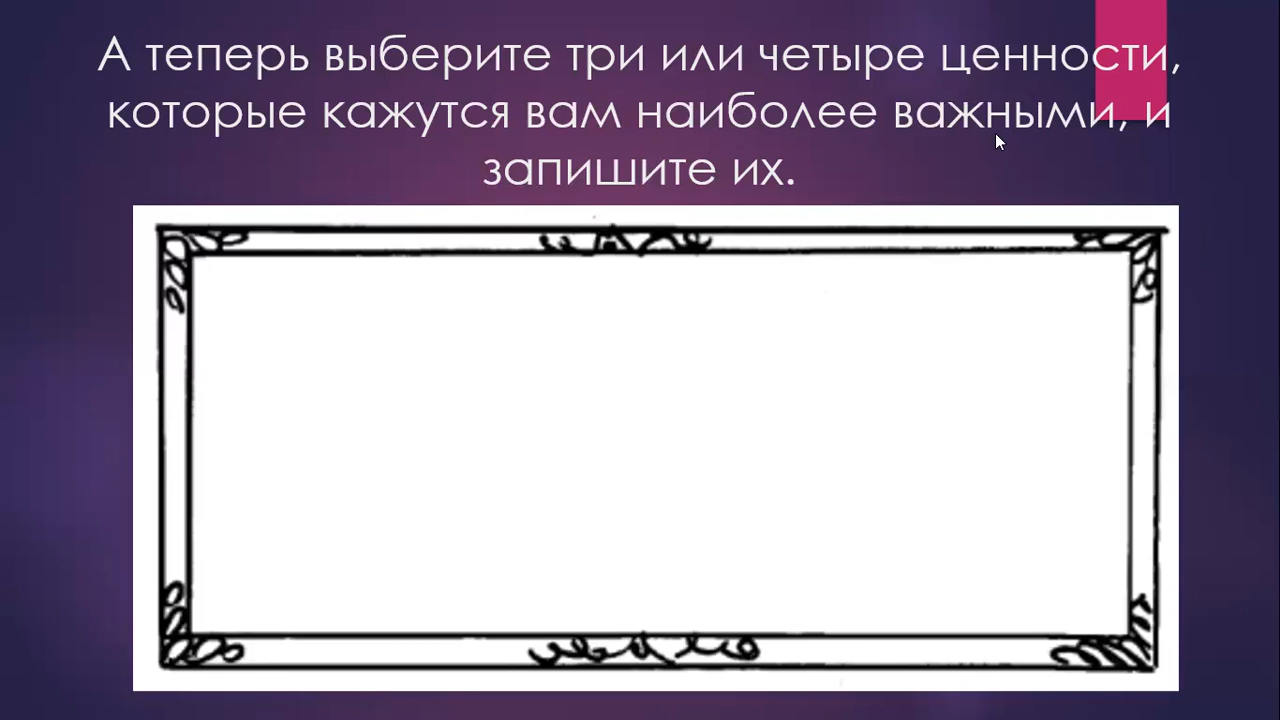 А теперь выберите три или четыре ценности,
которые кажутся вам наиболее важными, и
запишите их.